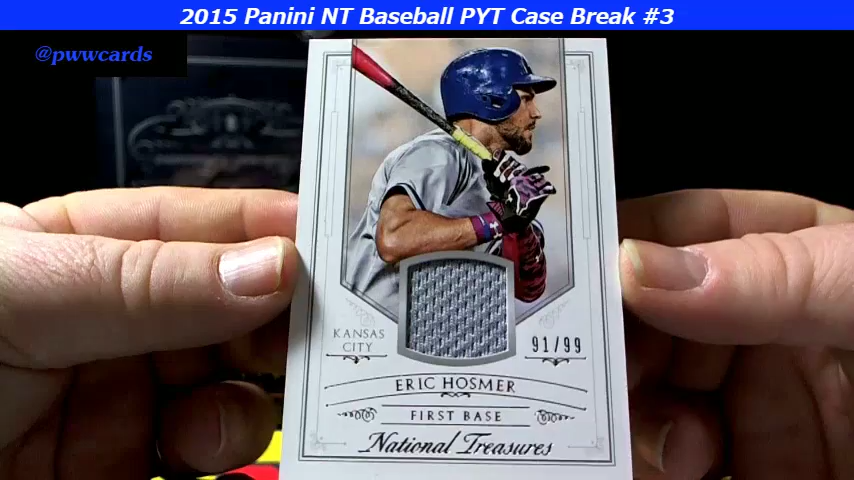 2015 Panini NT Baseball PYT Case Break #3
@pwwcards
KANSAS
CITY
91/99
ERIC HOSMER
FIRST BASE
National Treasures